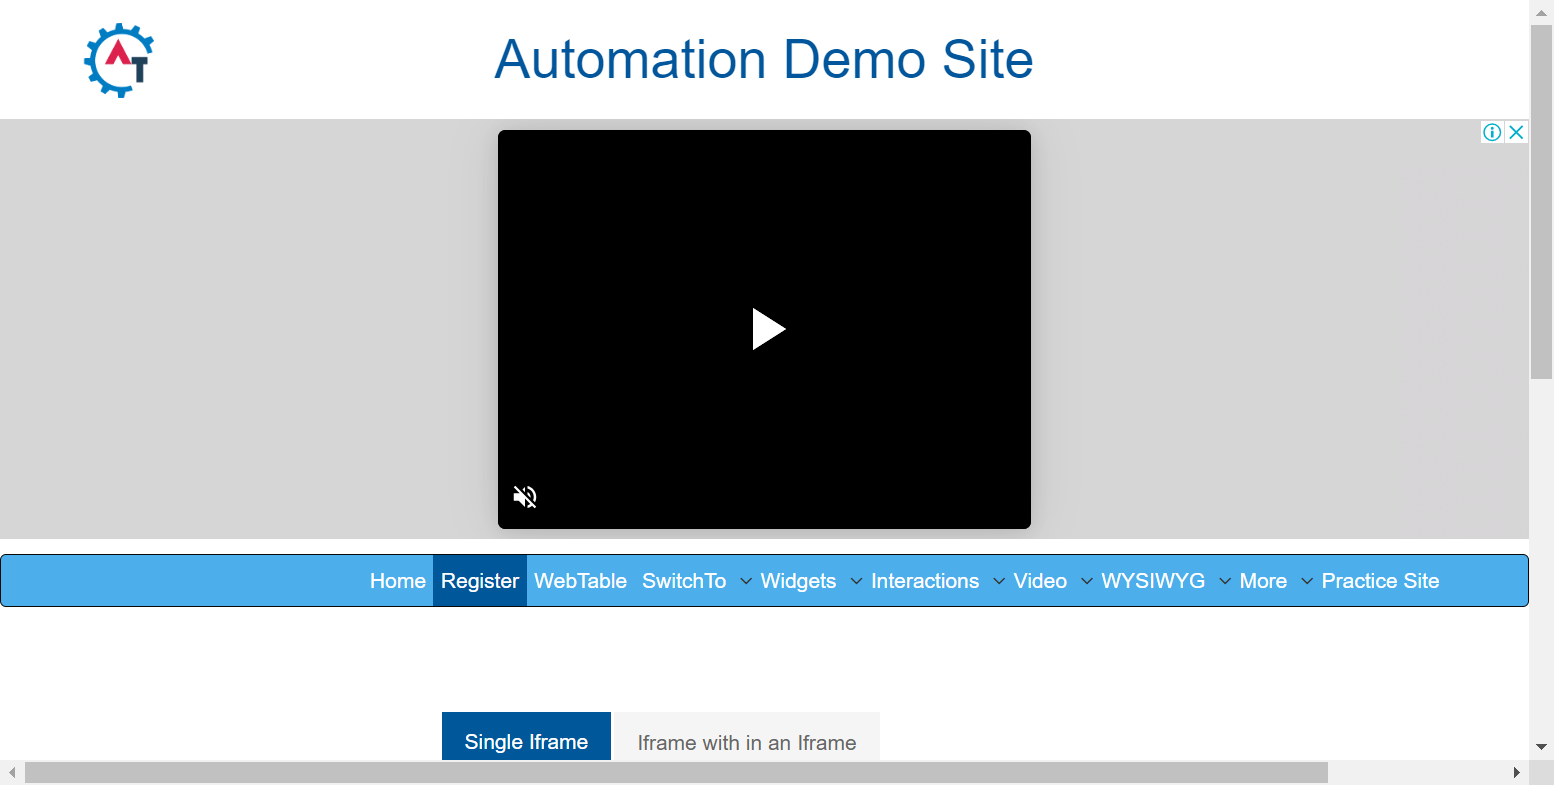 AT
Automation Demo Site
Home Register WebTable SwitchTo Widgets Interactions Video WYSIWYG More Practice Site
Single Iframe Iframe with in an Iframe